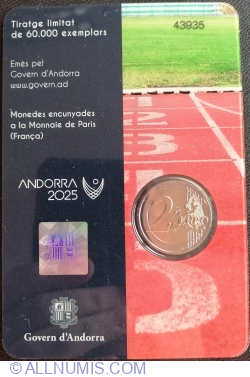 Tiratge limitat
de 60.000 exemplars
43935
Emès pel
Govern d'Andorra
www.govern.ad
Monedes encunyades
a la Monnaie de Paris
(França)
ANDORRA
2025
2
EURO
Govern d'Andorra
© ALLNUMIS.COM